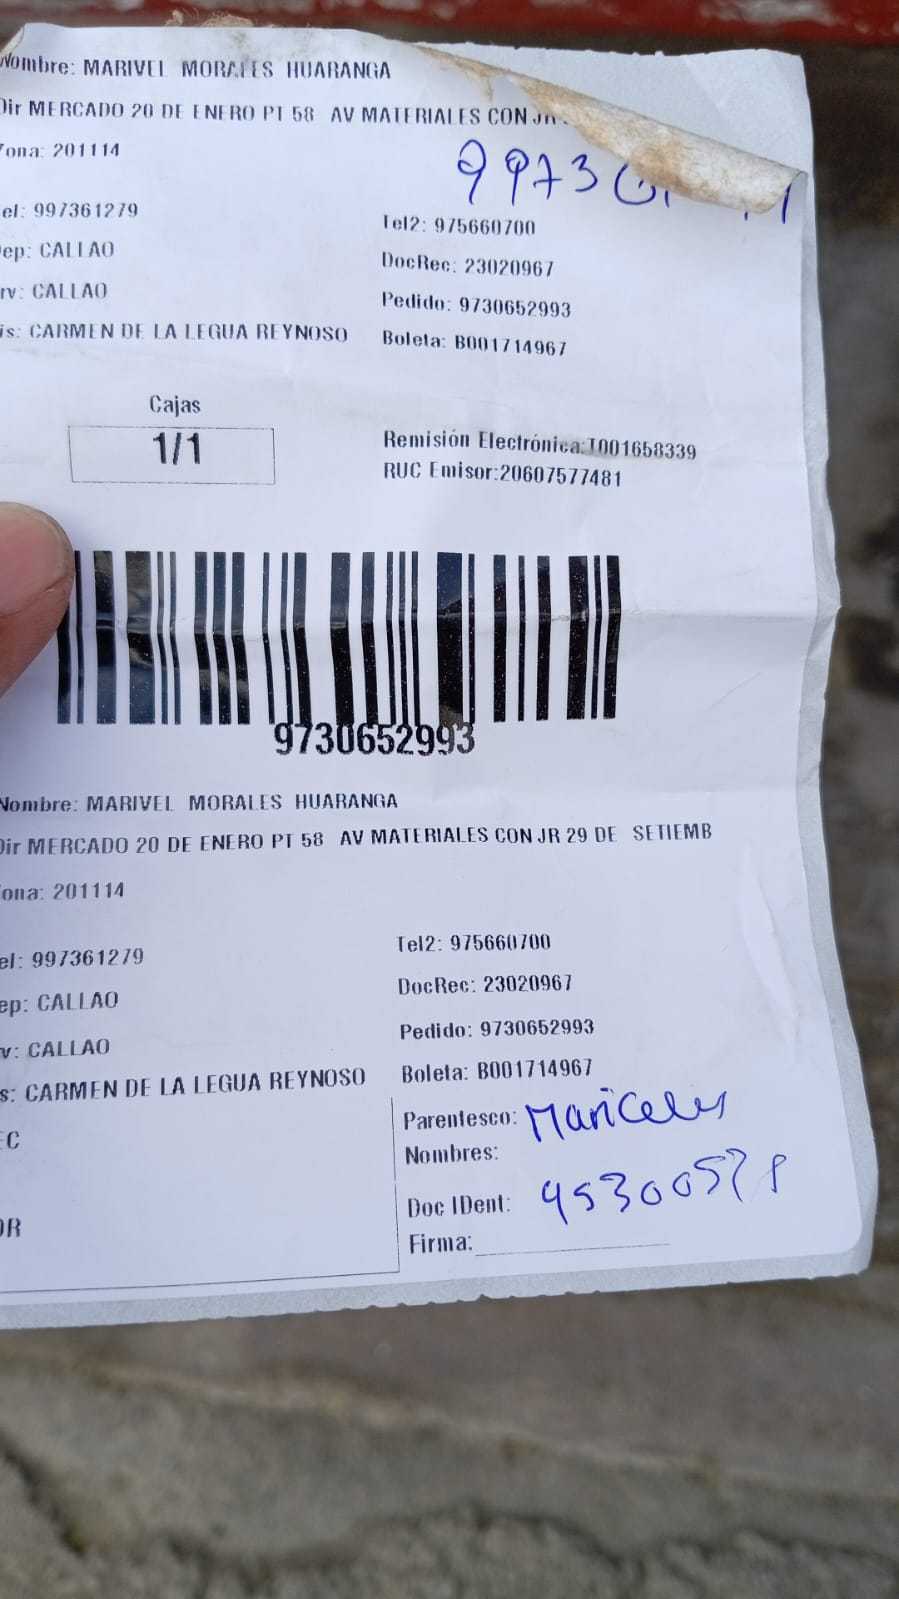 Nombre: MARIVEL MORALES HUARANGA
Dir MERCADO 20 DE ENERO PT 58 AV MATERIALES CON JR
Zona: 201114
9973
el: 997361279
Tel2: 975660700
ep: CALLAO
DocRec: 23020967
rv: CALLAO
Pedido: 9730652993
is: CARMEN DE LA LEGUA REYNOSO
Boleta: B001714967
Cajas
1/1
Remisión Electrónica:T001658339
RUC Emisor:20607577481
9730652993
Nombre: MARIVEL MORALES HUARANGA
Dir MERCADO 20 DE ENERO PT 58 AV MATERIALES CON JR 29 DE SETIEMB
ona: 201114
el: 997361279
Tel2: 975660700
ep: CALLAO
DocRec: 23020967
v: CALLAO
Pedido: 9730652993
s: CARMEN DE LA LEGUA REYNOSO
Boleta: B001714967
EC
Parentesco:
Nombres:
OR
Doc IDent:
Firma: